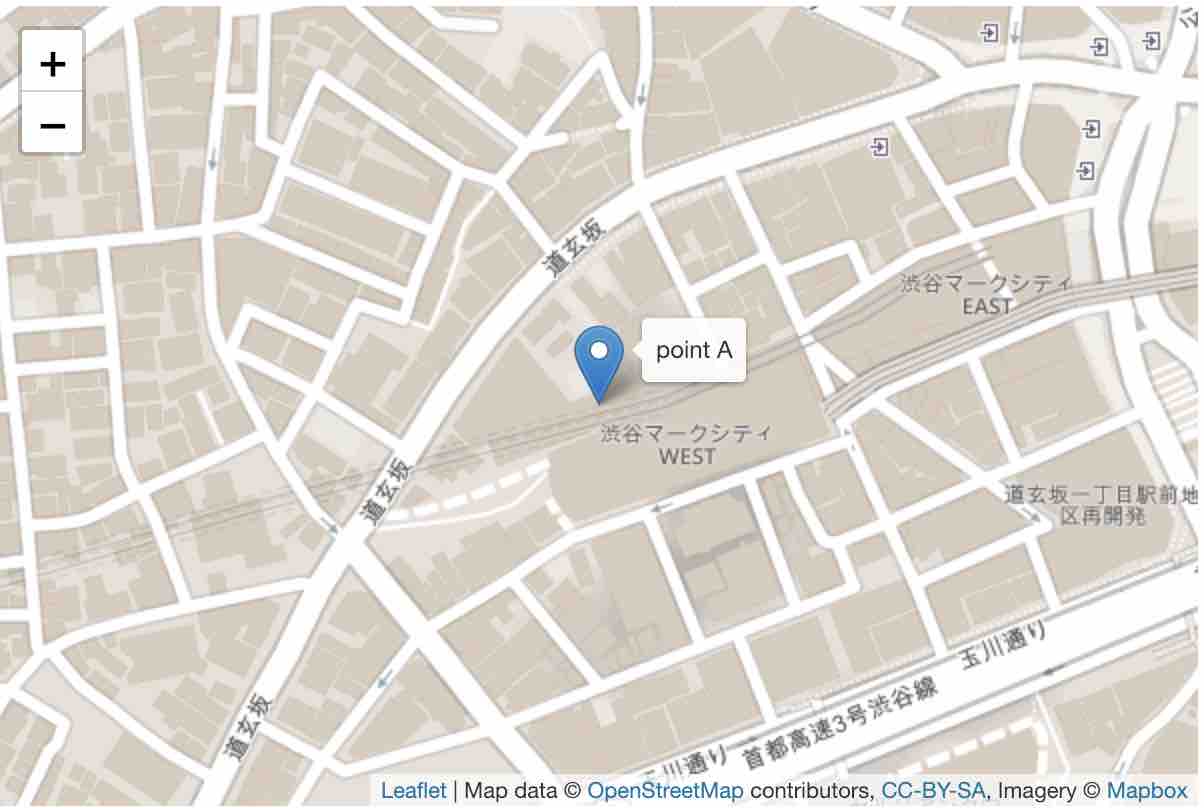 +
−
道玄坂
渋谷マークシティ
EAST
point A
渋谷マークシティ
WEST
道玄坂
道玄坂一丁目駅前地
区再開発
玉川通り
首都高速3号渋谷線
道玄坂
玉川通り
Leaflet | Map data © OpenStreetMap contributors, CC-BY-SA, Imagery © Mapbox